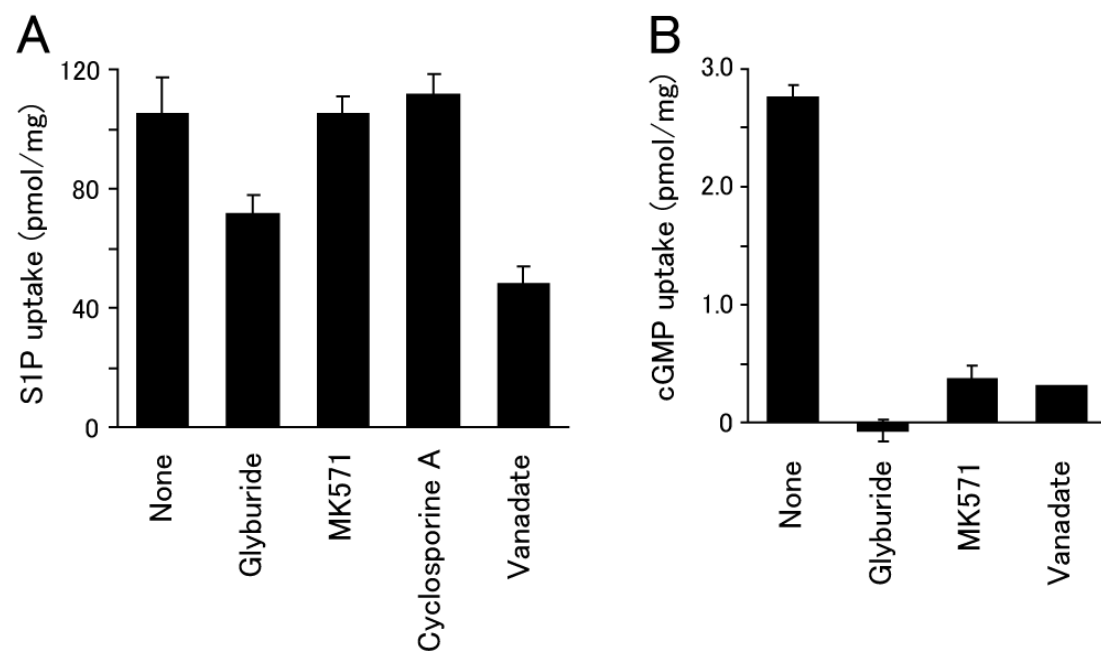 A
S1P uptake (pmol/mg)
120
80
40
0
None
Glyburide
MK571
Cyclosporine A
Vanadate
B
cGMP uptake (pmol/mg)
3.0
2.0
1.0
0
None
Glyburide
MK571
Vanadate